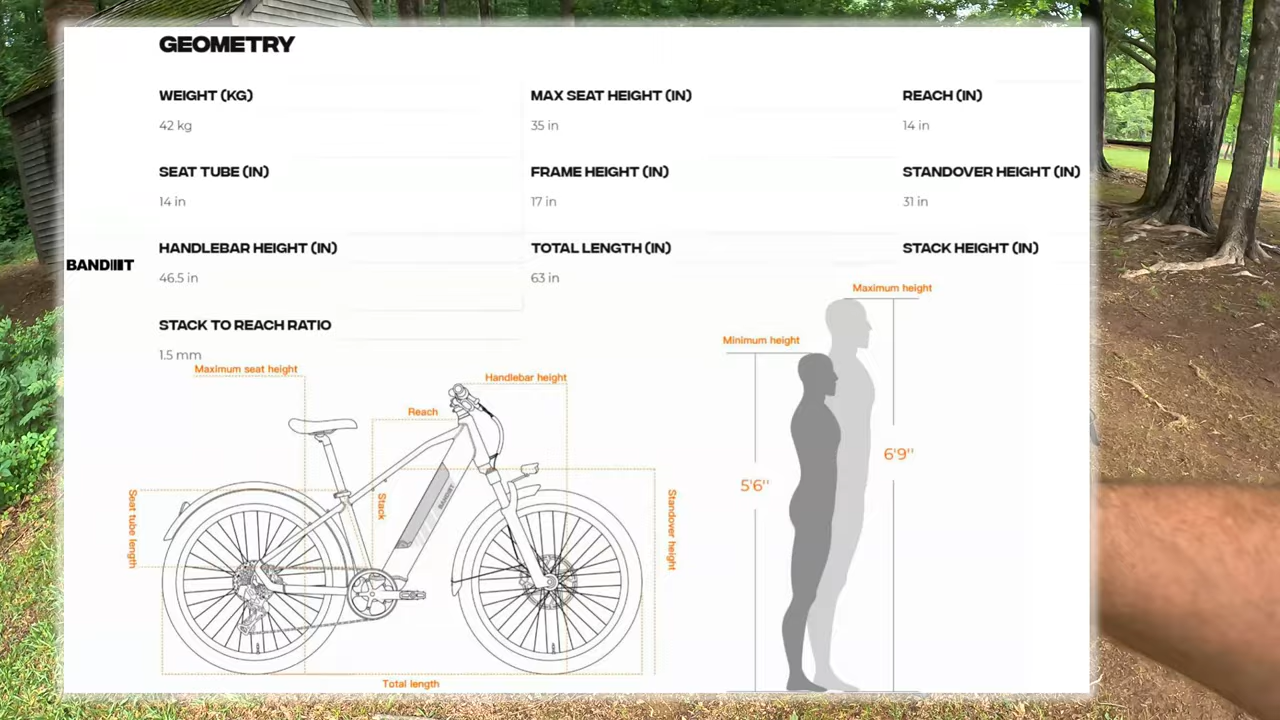 GEOMETRY
WEIGHT (KG)
42 kg
MAX SEAT HEIGHT (IN)
35 in
REACH (IN)
14 in
SEAT TUBE (IN)
14 in
FRAME HEIGHT (IN)
17 in
STANDOVER HEIGHT (IN)
31 in
BANDIIIT
HANDLEBAR HEIGHT (IN)
46.5 in
TOTAL LENGTH (IN)
63 in
STACK HEIGHT (IN)
STACK TO REACH RATIO
1.5 mm
Maximum seat height
Handlebar height
Reach
Seat tube length
Stack
BANDIIIT
Standover height
Total length
Maximum height
Minimum height
6'9''
5'6''